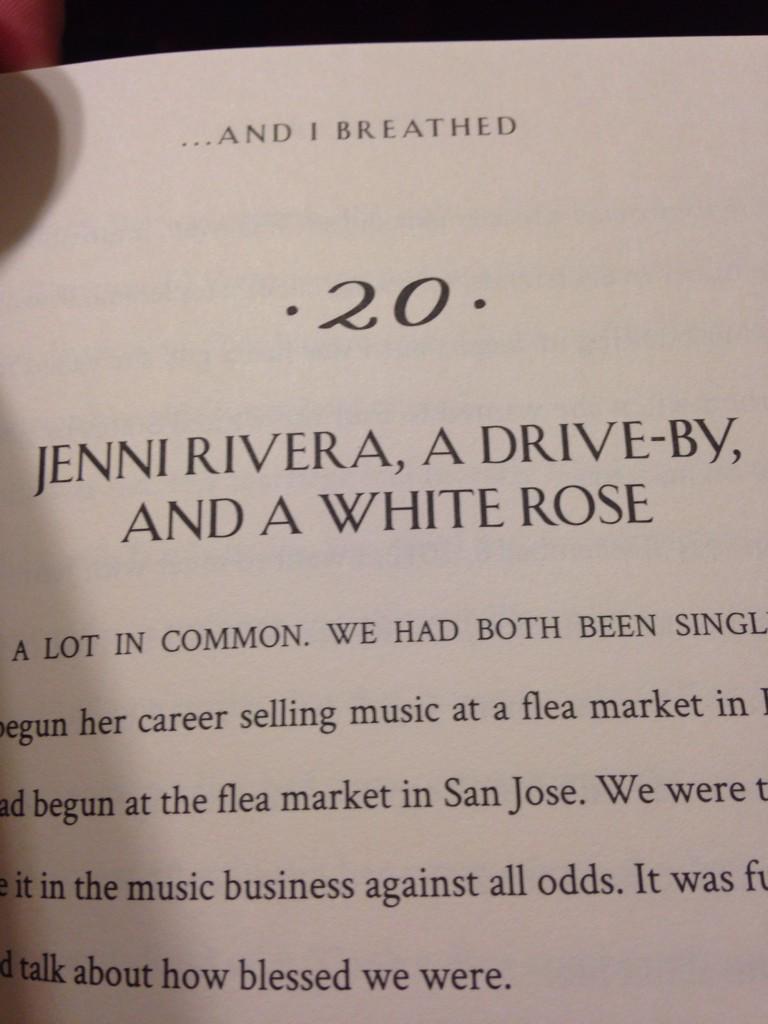 ...AND I BREATHED
· 20 ·
JENNI RIVERA, A DRIVE-BY,
AND A WHITE ROSE
A LOT IN COMMON. WE HAD BOTH BEEN
begun her career selling music at a flea market in
begun at the flea market in San Jose. We were
it in the music business against all odds. It was
talk about how blessed we were.